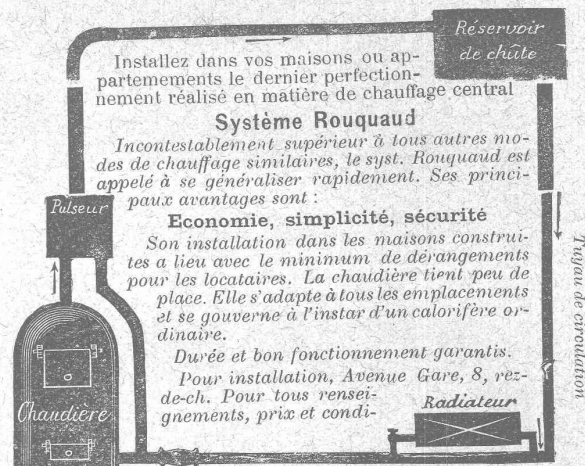 Réservoir
de chûte
Installez dans vos maisons ou ap-
partemements le dernier perfection-
nement réalisé en matière de chauffage central
Système Rouquaud
Incontestablement supérieur à tous autres mo-
des de chauffage similaires, le syst. Rouquaud est
appelé à se généraliser rapidement. Ses princi-
paux avantages sont :
Pulseur
Economie, simplicité, sécurité
Son installation dans les maisons construi-
tes a lieu avec le minimum de dérangements
pour les locataires. La chaudière tient peu de
place. Elle s'adapte à tous les emplacements
et se gouverne à l'instar d'un calorifère or-
dinaire.
Tuyau de circulation
Durée et bon fonctionnement garantis.
Pour installation, Avenue Gare, 8, rez-
de-ch. Pour tous rensei-
gnements, prix et condi-
Chaudière
Radiateur